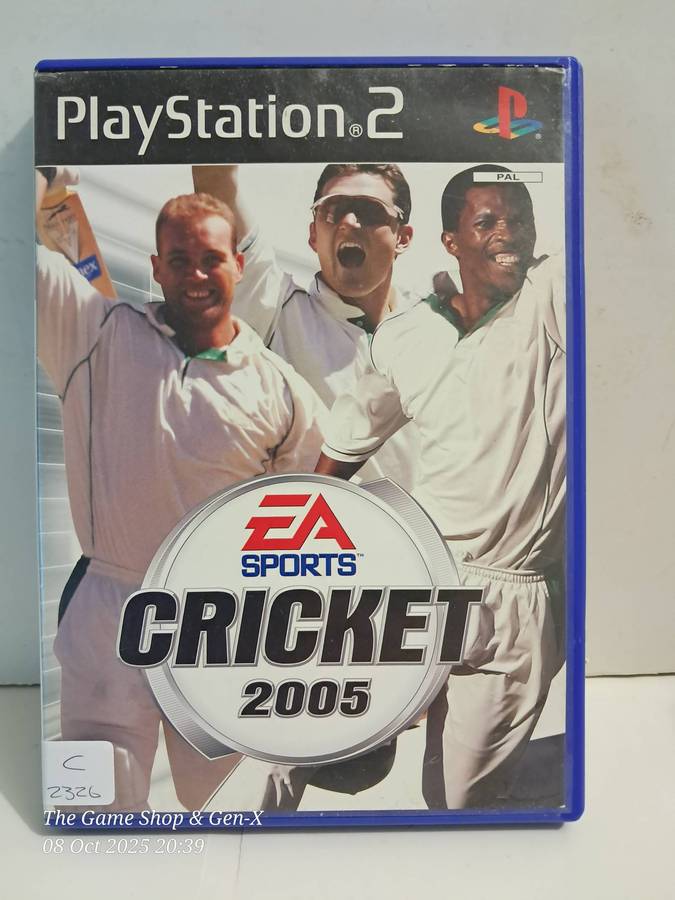 PlayStation®2
PAL
EA
SPORTS™
CRICKET
2005
C
2326
The Game Shop & Gen-X
08 Oct 2025 20:39